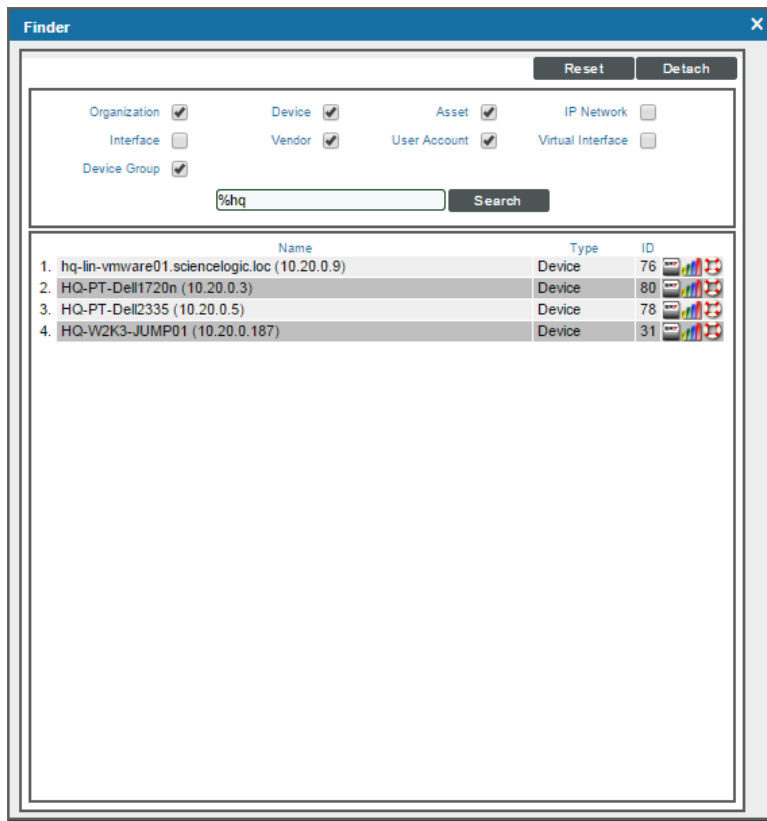 Finder X
Reset Detach
Organization Device Asset IP Network
Interface Vendor User Account Virtual Interface
Device Group
%hq Search
Name Type ID
1. hq-lin-vmware01.sciencelogic.loc (10.20.0.9) Device 76
2. HQ-PT-Dell1720n (10.20.0.3) Device 80
3. HQ-PT-Dell2335 (10.20.0.5) Device 78
4. HQ-W2K3-JUMP01 (10.20.0.187) Device 31